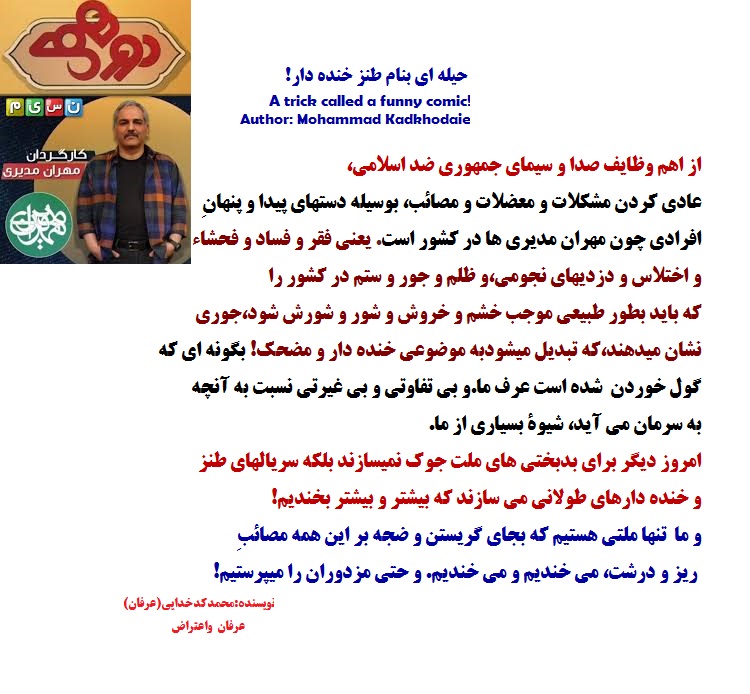 دورهمی
ن س ی م
کارگردان
مهران مدیری
حیله ای بنام طنز خنده دار!
A trick called a funny comic!
Author: Mohammad Kadkhodaie
از اهم وظایف صدا و سیمای جمهوری ضد اسلامی،
عادی کردن مشکلات و معضلات و مصائب، بوسیله دستهای پیدا و پنهانِ
افرادی چون مهران مدیری ها در کشور است. یعنی فقر و فساد و فحشاء
و اختلاس و دزدیهای نجومی،و ظلم و جور و ستم در کشور را
که باید بطور طبیعی موجب خشم و خروش و شور و شورش شود،جوری
نشان میدهند،که تبدیل میشودبه موضوعی خنده دار و مضحک! بگونه ای که
گول خوردن شده است عرف ما.و بی تفاوتی و بی غیرتی نسبت به آنچه
به سرمان می آید، شیوۀ بسیاری از ما.
امروز دیگر برای بدبختی های ملت جوک نمیسازند بلکه سریالهای طنز
و خنده دارهای طولانی می سازند که بیشتر و بیشتر بخندیم!
و ما تنها ملتی هستیم که بجای گریستن و ضجه بر این همه مصائبِ
ریز و درشت، می خندیم و می خندیم. و حتی مزدوران را میپرستیم!
نویسنده:محمدکدخدایی(عرفان)
عرفان واعتراض